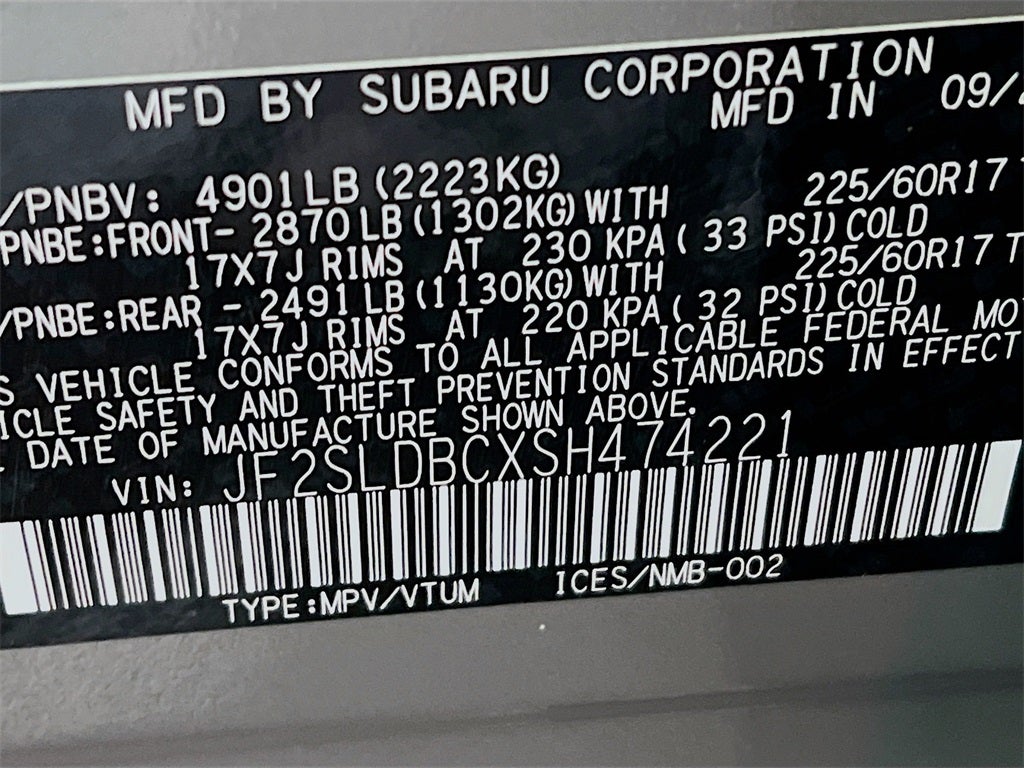 MFD BY SUBARU CORPORATION
MFD IN 09/
/PNBV: 4901LB (2223KG)
PNBE:FRONT- 2870LB(1302KG)WITH 225/60R17
17X7J RIMS AT 230 KPA( 33 PSI)COLD
/PNBE:REAR - 2491LB(1130KG)WITH 225/60R17 T
17X7J RIMS AT 220 KPA( 32 PSI)COLD
S VEHICLE CONFORMS TO ALL APPLICABLE FEDERAL MO
ICLE SAFETY AND THEFT PREVENTION STANDARDS IN EFFECT
DATE OF MANUFACTURE SHOWN ABOVE.
VIN: JF2SLDBCXSH474221
TYPE:MPV/VTUM ICES/NMB-002